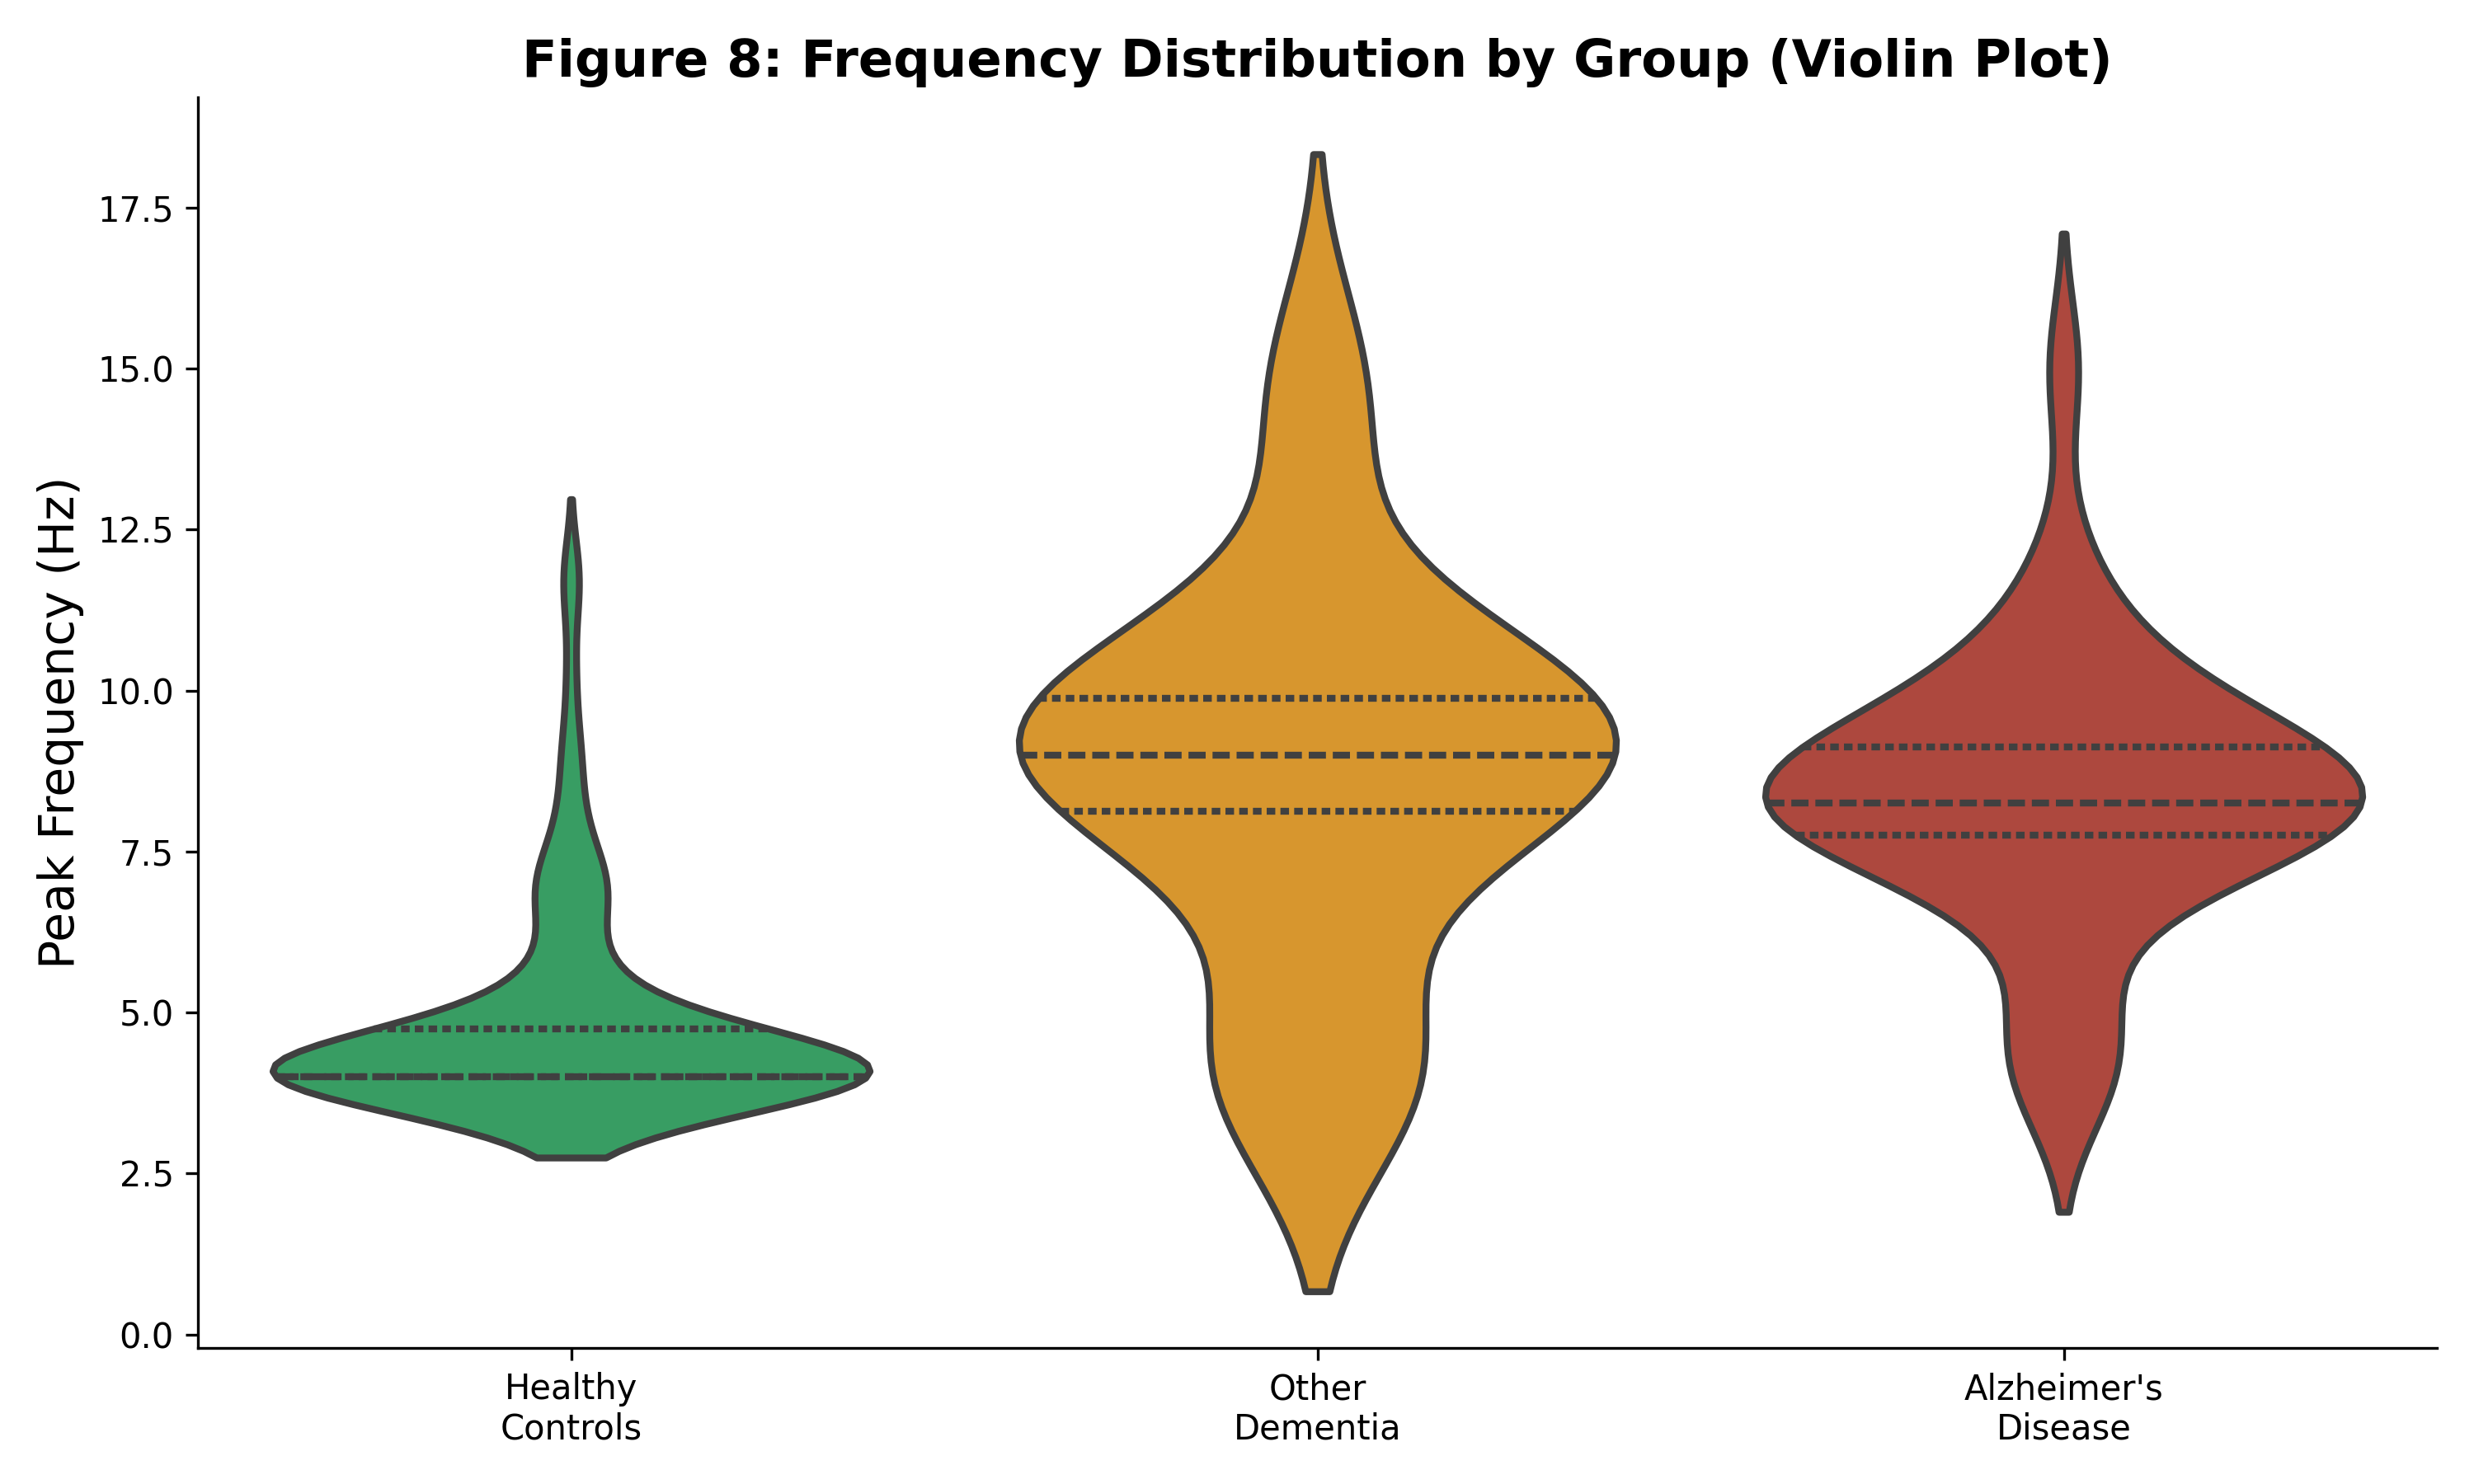 Figure 8: Frequency Distribution by Group (Violin Plot)
Peak Frequency (Hz)
17.5
15.0
12.5
10.0
7.5
5.0
2.5
0.0
Healthy
Controls
Other
Dementia
Alzheimer's
Disease